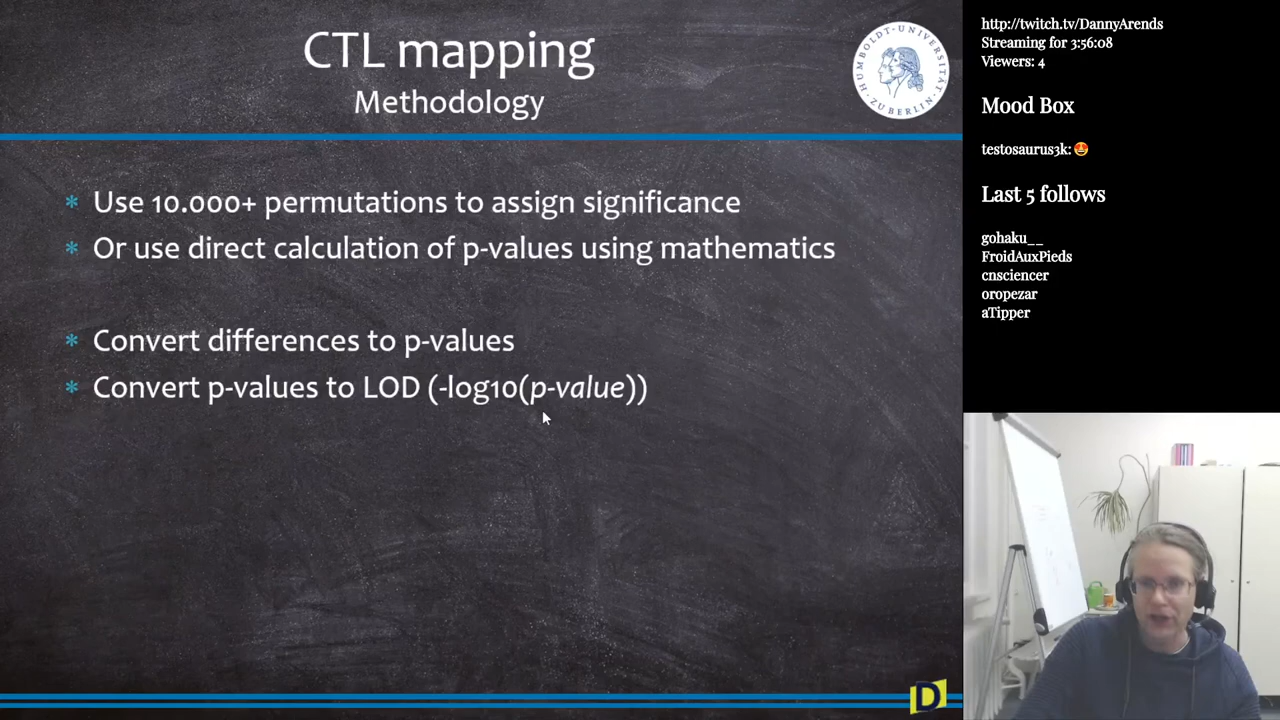 CTL mapping
Methodology
HUMBOLDT-UNIVERSITÄT
ZU BERLIN
* Use 10.000+ permutations to assign significance
* Or use direct calculation of p-values using mathematics
* Convert differences to p-values
* Convert p-values to LOD (-log10(p-value))
D
http://twitch.tv/DannyArends
Streaming for 3:56:08
Viewers: 4
Mood Box
testosaurus3k: 😍
Last 5 follows
gohaku__
FroidAuxPieds
cnsciencer
oropezar
aTipper